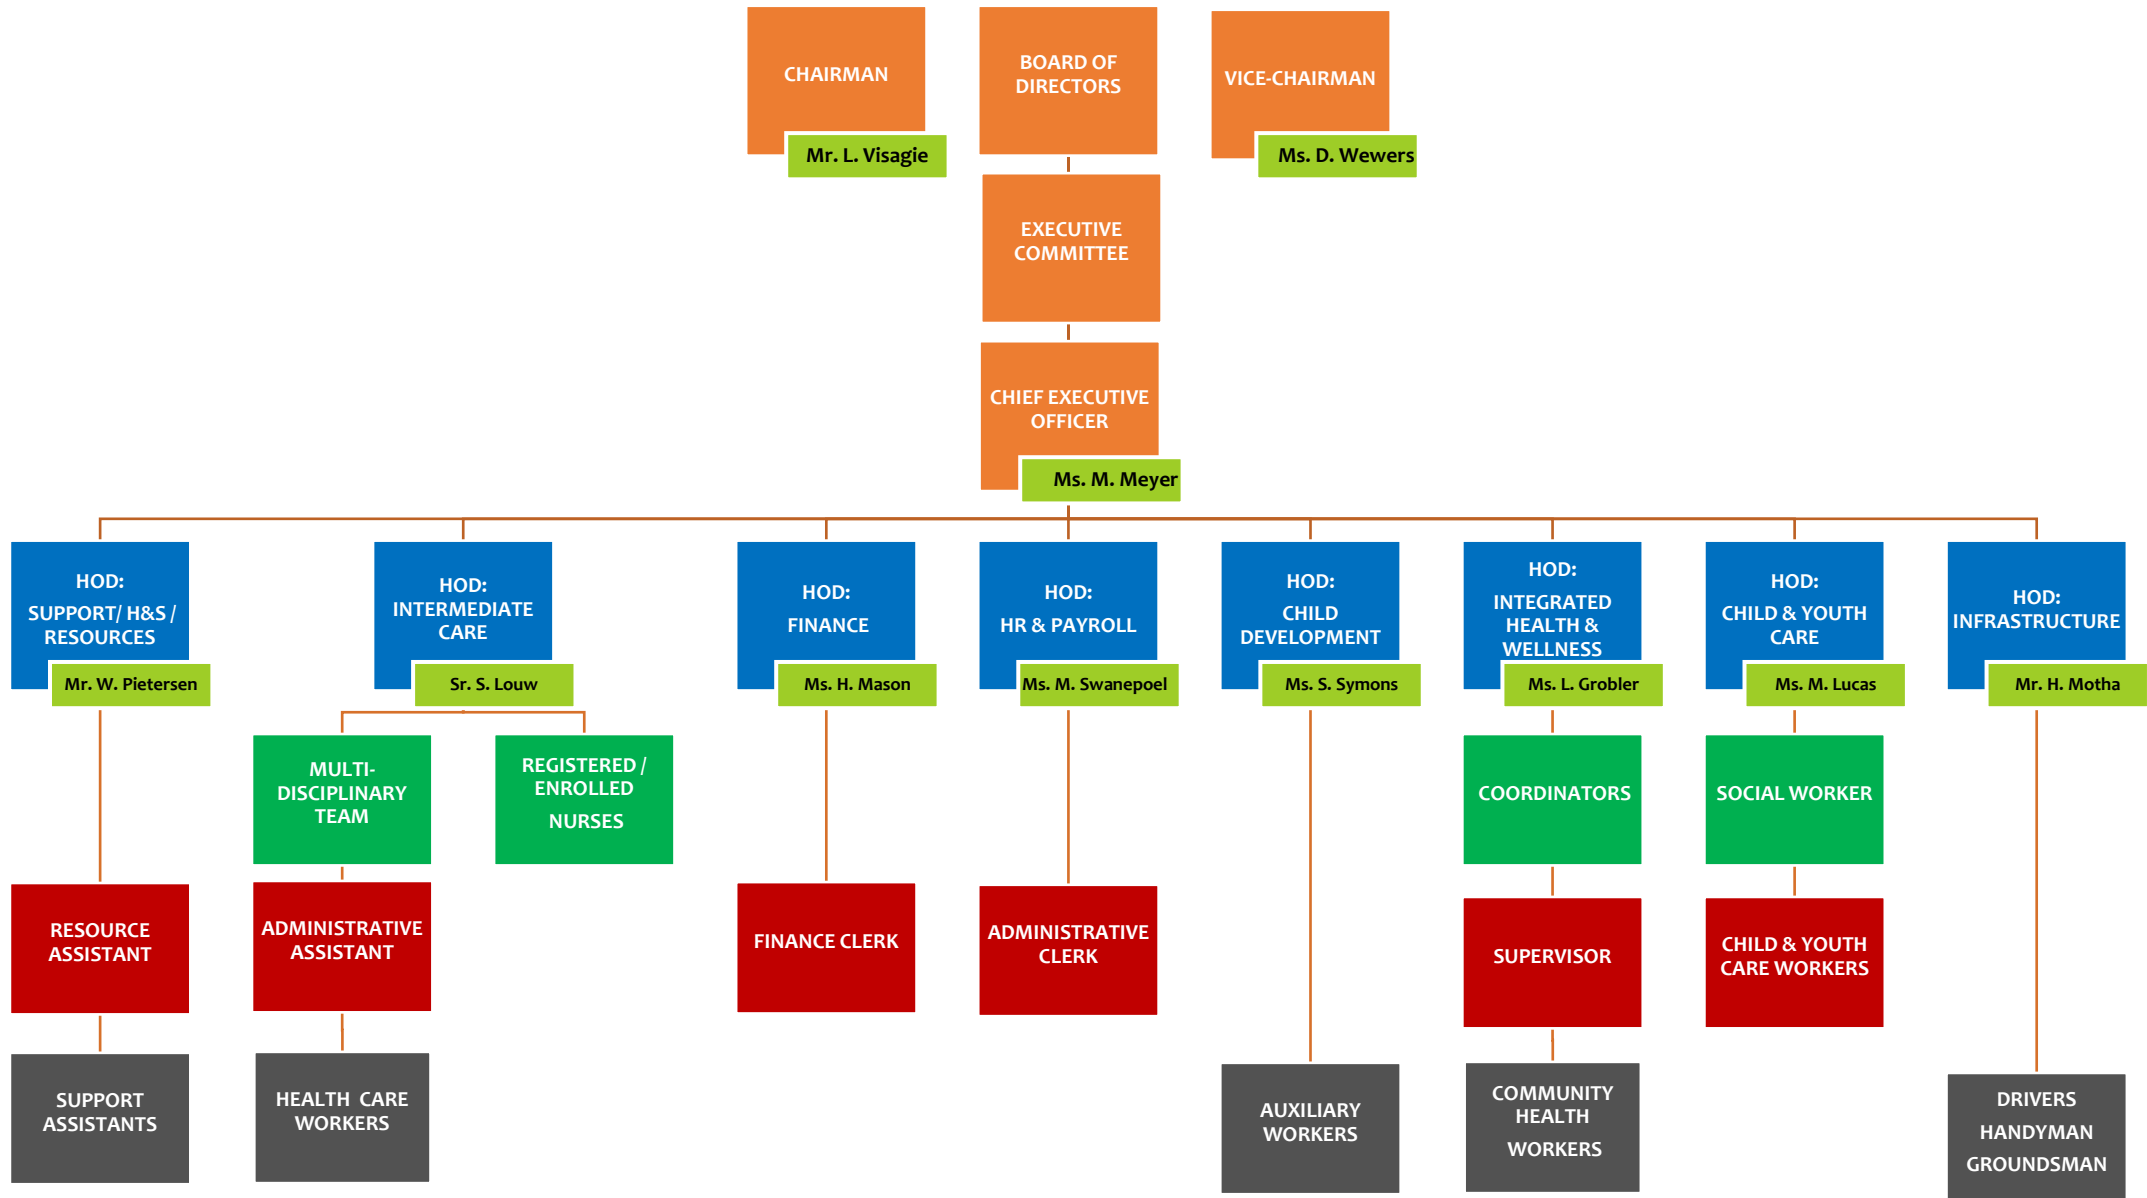 CHAIRMAN
Mr. L. Visagie
BOARD OF
DIRECTORS
VICE-CHAIRMAN
Ms. D. Wewers
EXECUTIVE
COMMITTEE
CHIEF EXECUTIVE
OFFICER
Ms. M. Meyer
HOD:
SUPPORT/ H&S /
RESOURCES
Mr. W. Pietersen
HOD:
INTERMEDIATE
CARE
Sr. S. Louw
HOD:
FINANCE
Ms. H. Mason
HOD:
HR & PAYROLL
Ms. M. Swanepoel
HOD:
CHILD
DEVELOPMENT
Ms. S. Symons
HOD:
INTEGRATED
HEALTH &
WELLNESS
Ms. L. Grobler
HOD:
CHILD & YOUTH
CARE
Ms. M. Lucas
HOD:
INFRASTRUCTURE
Mr. H. Motha
MULTI-
DISCIPLINARY
TEAM
REGISTERED /
ENROLLED
NURSES
COORDINATORS
SOCIAL WORKER
RESOURCE
ASSISTANT
ADMINISTRATIVE
ASSISTANT
FINANCE CLERK
ADMINISTRATIVE
CLERK
SUPERVISOR
CHILD & YOUTH
CARE WORKERS
SUPPORT
ASSISTANTS
HEALTH CARE
WORKERS
AUXILIARY
WORKERS
COMMUNITY
HEALTH
WORKERS
DRIVERS
HANDYMAN
GROUNDSMAN